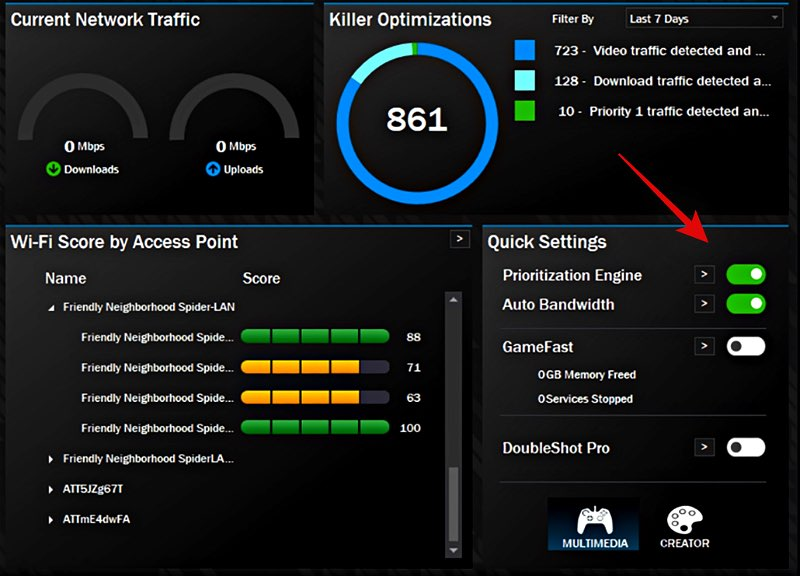 Current Network Traffic
0 Mbps
Downloads
0 Mbps
Uploads
Killer Optimizations
Filter By
Last 7 Days
861
723 - Video traffic detected and ...
128 - Download traffic detected a...
10 - Priority 1 traffic detected an...
Wi-Fi Score by Access Point
>
Name Score
Friendly Neighborhood Spider-LAN
Friendly Neighborhood Spide... 88
Friendly Neighborhood Spide... 71
Friendly Neighborhood Spide... 63
Friendly Neighborhood Spide... 100
Friendly Neighborhood SpiderLA...
ATT5JZg67T
ATTmE4dwFA
Quick Settings
Prioritization Engine >
Auto Bandwidth >
GameFast >
0GB Memory Freed
0Services Stopped
DoubleShot Pro >
MULTIMEDIA
CREATOR